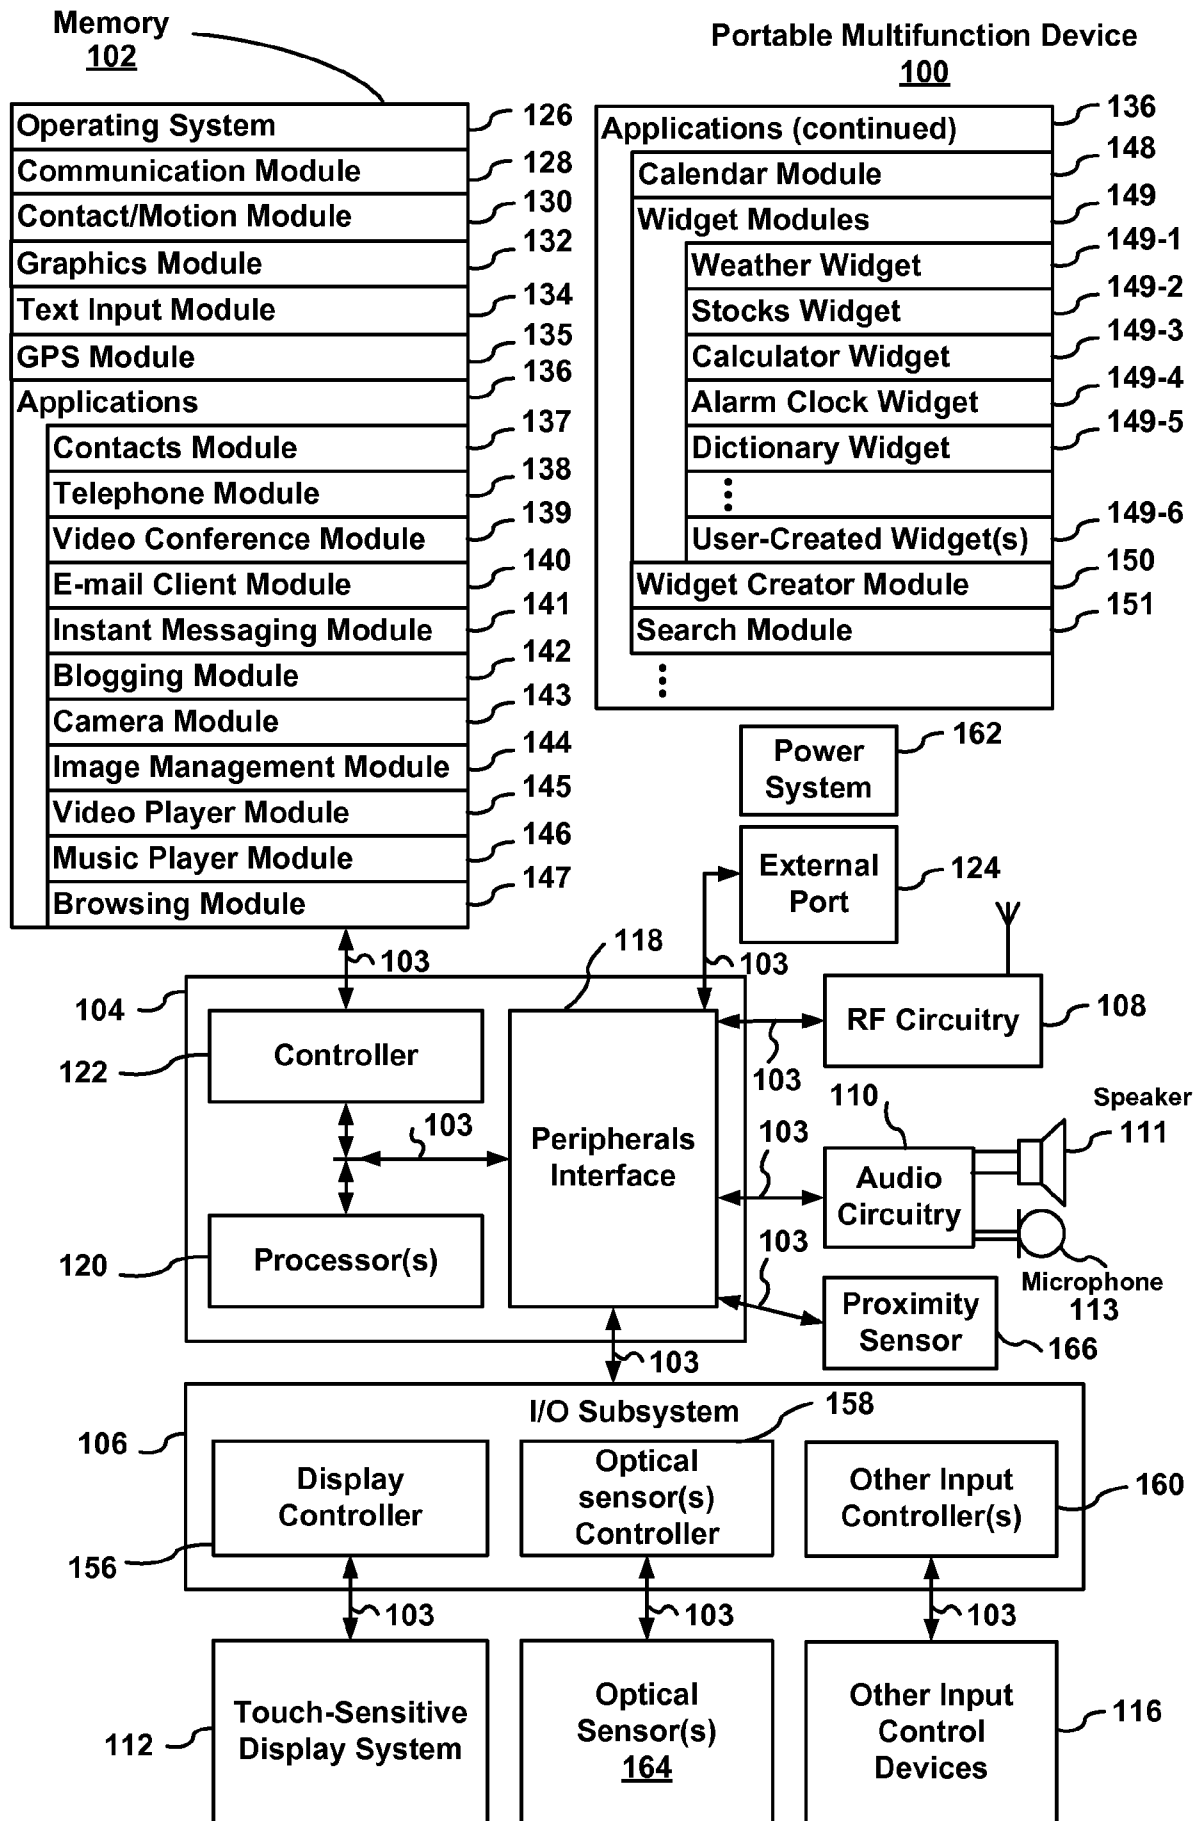 Memory
102
Portable Multifunction Device
100
Operating System
126
Communication Module
128
Contact/Motion Module
130
Graphics Module
132
Text Input Module
134
GPS Module
135
Applications
136
Contacts Module
137
Telephone Module
138
Video Conference Module
139
E-mail Client Module
140
Instant Messaging Module
141
Blogging Module
142
Camera Module
143
Image Management Module
144
Video Player Module
145
Music Player Module
146
Browsing Module
147
Applications (continued)
136
Calendar Module
148
Widget Modules
149
Weather Widget
149-1
Stocks Widget
149-2
Calculator Widget
149-3
Alarm Clock Widget
149-4
Dictionary Widget
149-5
User-Created Widget(s)
149-6
Widget Creator Module
150
Search Module
151
Power
System
162
External
Port
124
103
118
103
104
Controller
122
RF Circuitry
108
103
103
Peripherals
Interface
110
Speaker
111
103
Audio
Circuitry
Processor(s)
120
103
Microphone
113
Proximity
Sensor
166
103
I/O Subsystem
158
106
Display
Controller
156
Optical
sensor(s)
Controller
Other Input
Controller(s)
160
103
103
103
Touch-Sensitive
Display System
112
Optical
Sensor(s)
164
Other Input
Control
Devices
116